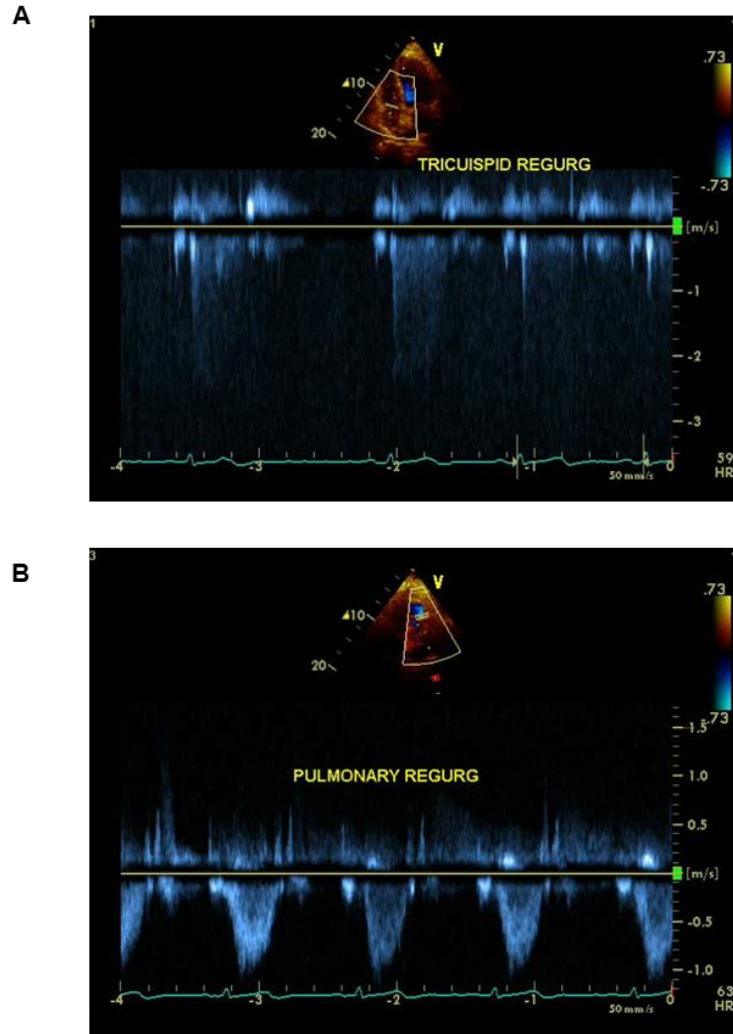 A
1
V
.73
10
20
TRICUISPID REGURG
-.73
[m/s]
-1
-2
-3
-4 -3 -2 -1 0
59
HR
50 mm/s
B
3
V
.73
10
20
-.73
1.5
PULMONARY REGURG
1.0
0.5
[m/s]
-0.5
-1.0
-4 -3 -2 -1 0
63
HR
50 mm/s